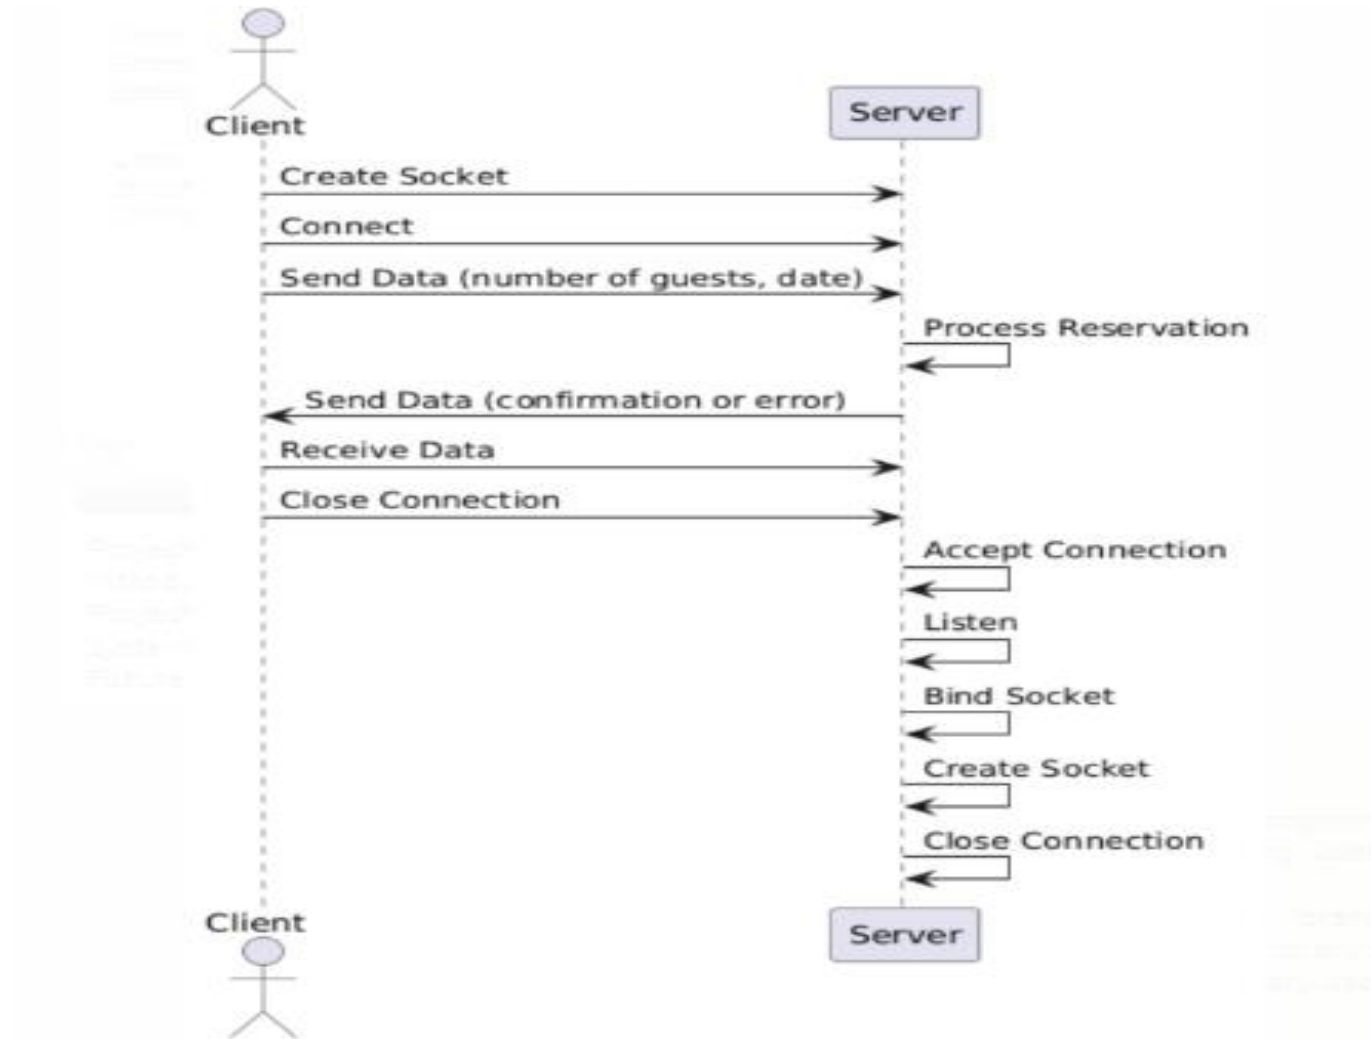 Client
Server
Create Socket
Connect
Send Data (number of guests, date)
Process Reservation
Send Data (confirmation or error)
Receive Data
Close Connection
Accept Connection
Listen
Bind Socket
Create Socket
Close Connection
Client
Server